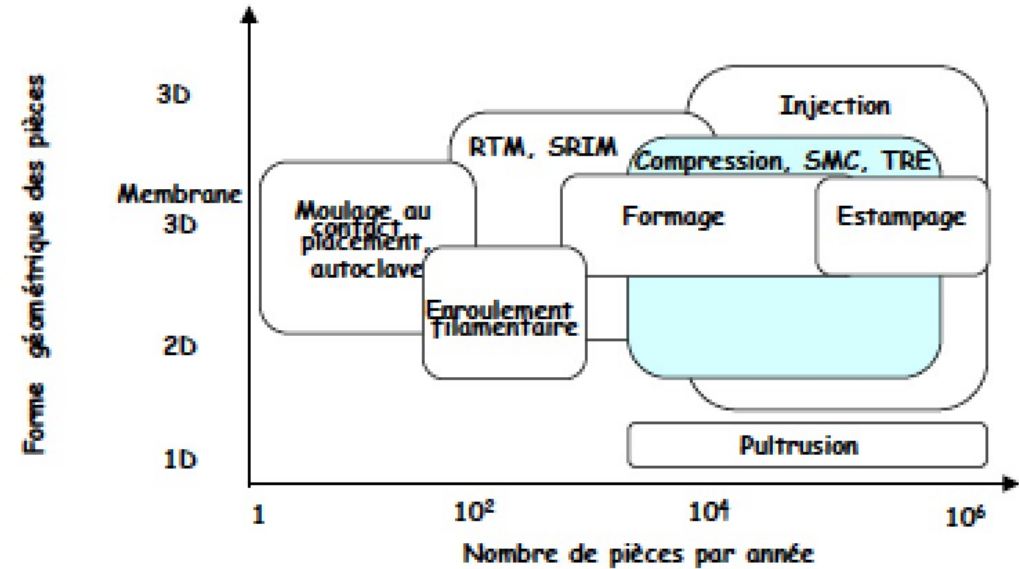 Forme géométrique des pièces
3D
Membrane
3D
2D
1D
Injection
RTM, SRIM
Compression, SMC, TRE
Moulage au
contact,
placement,
autoclave
Formage
Estampage
Enroulement
filamentaire
Pultrusion
1
10²
10⁴
10⁶
Nombre de pièces par année